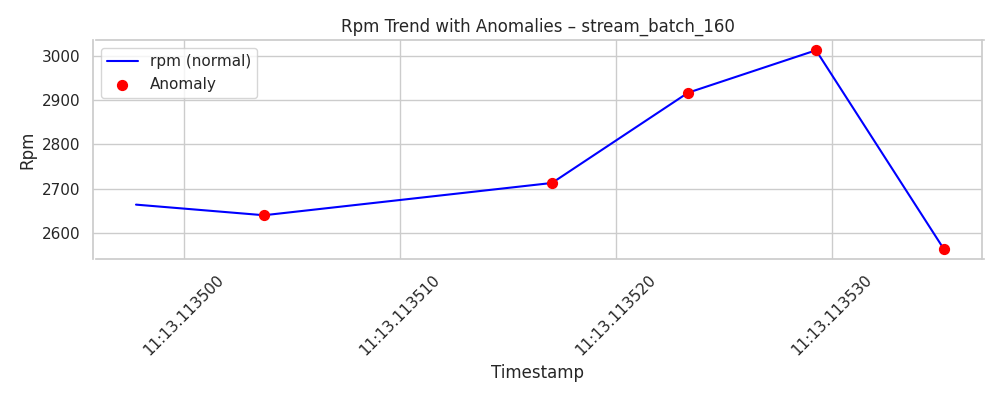 Rpm Trend with Anomalies – stream_batch_160
rpm (normal)
Anomaly
Rpm
3000
2900
2800
2700
2600
11:13.113500
11:13.113510
11:13.113520
11:13.113530
Timestamp